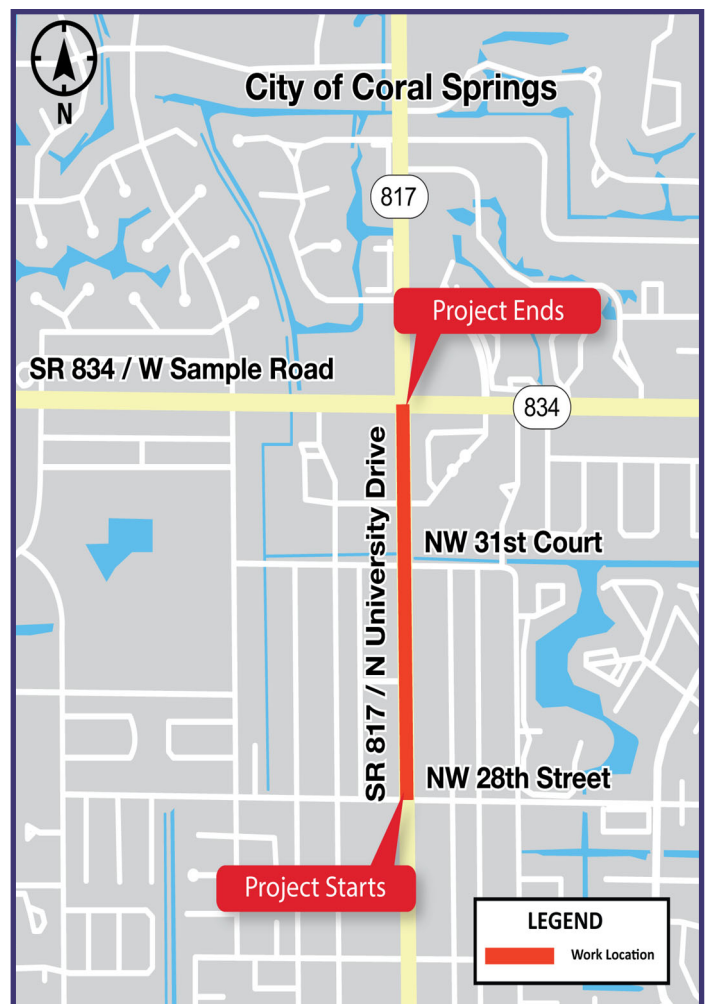 N
City of Coral Springs
817
Project Ends
SR 834 / W Sample Road
834
SR 817 / N University Drive
NW 31st Court
NW 28th Street
Project Starts
LEGEND
Work Location